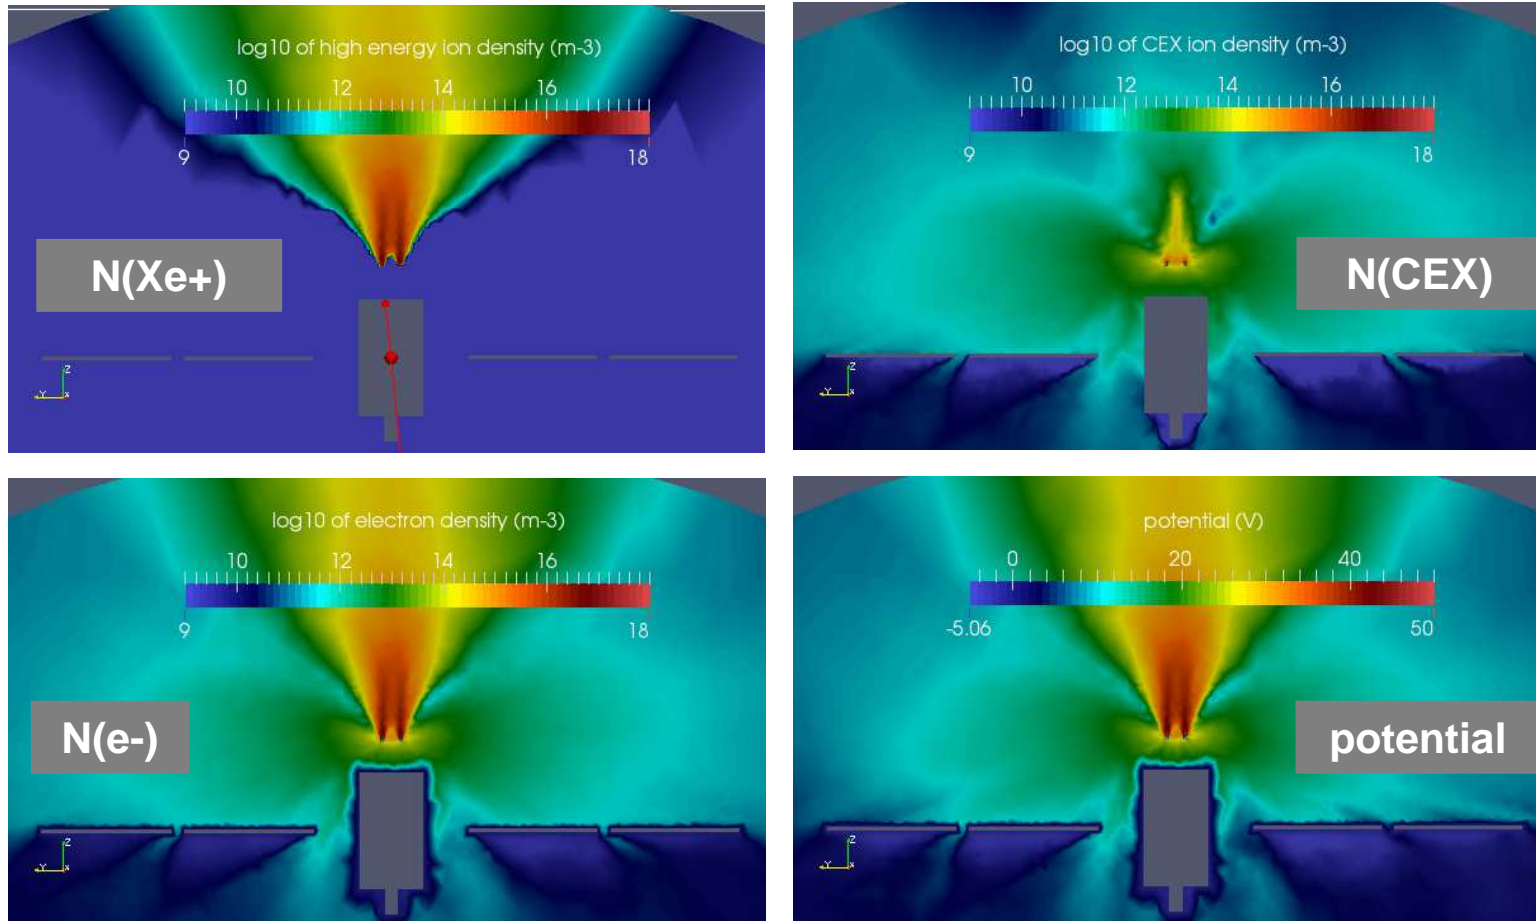 log10 of high energy ion density (m-3)
10 12 14 16
9 18
N(Xe+)
Z
Y x
log10 of CEX ion density (m-3)
10 12 14 16
9 18
N(CEX)
Z
Y x
log10 of electron density (m-3)
10 12 14 16
9 18
N(e-)
Z
Y x
potential (V)
0 20 40
-5.06 50
potential
Z
Y x